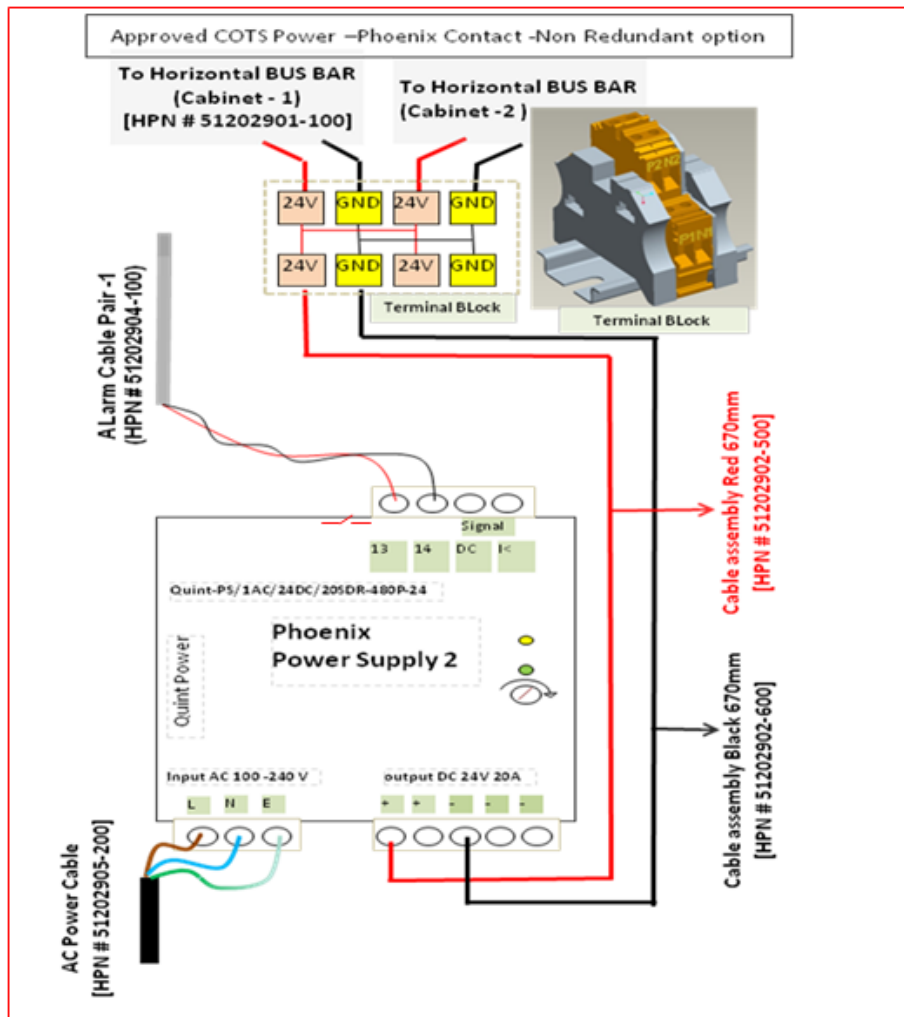 Approved COTS Power –Phoenix Contact -Non Redundant option
To Horizontal BUS BAR
(Cabinet - 1)
[HPN # 51202901-100]
To Horizontal BUS BAR
(Cabinet -2 )
24V GND 24V GND
24V GND 24V GND
Terminal BLock
P2N2
P1N1
Terminal BLock
ALarm Cable Pair -1
(HPN # 51202904-100)
Signal
13 14 DC I<
Quint-PS/1AC/24DC/20SDR-480P-24
Phoenix
Power Supply 2
Quint Power
Input AC 100 -240 V
output DC 24V 20A
L N E
+ + - - -
AC Power Cable
[HPN # 51202905-200]
Cable assembly Red 670mm
[HPN # 51202902-500]
Cable assembly Black 670mm
[HPN # 51202902-600]